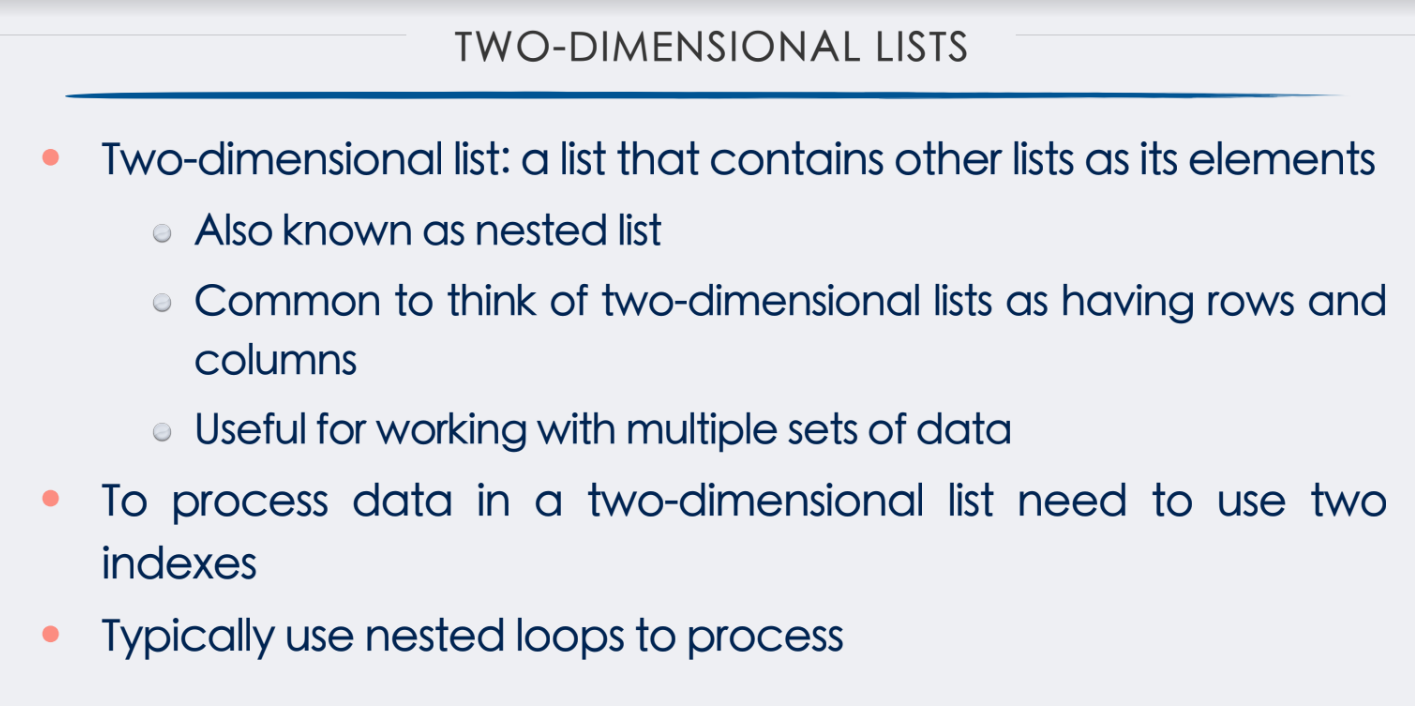 TWO-DIMENSIONAL LISTS
Two-dimensional list: a list that contains other lists as its elements
Also known as nested list
Common to think of two-dimensional lists as having rows and
columns
Useful for working with multiple sets of data
To process data in a two-dimensional list need to use two
indexes
Typically use nested loops to process